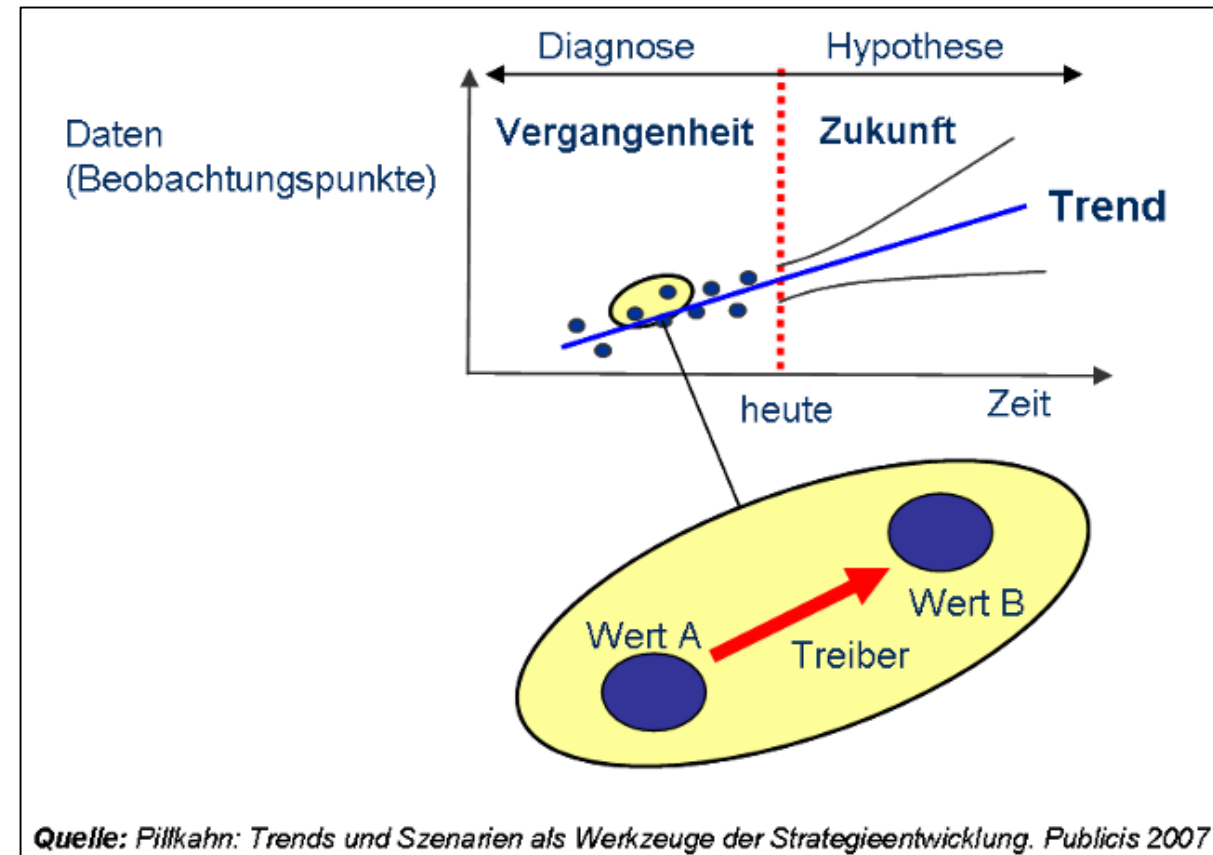 Diagnose Hypothese
Daten
(Beobachtungspunkte)
Vergangenheit Zukunft
Trend
heute Zeit
Wert A
Treiber
Wert B
Quelle: Pillkahn: Trends und Szenarien als Werkzeuge der Strategieentwicklung. Publicis 2007